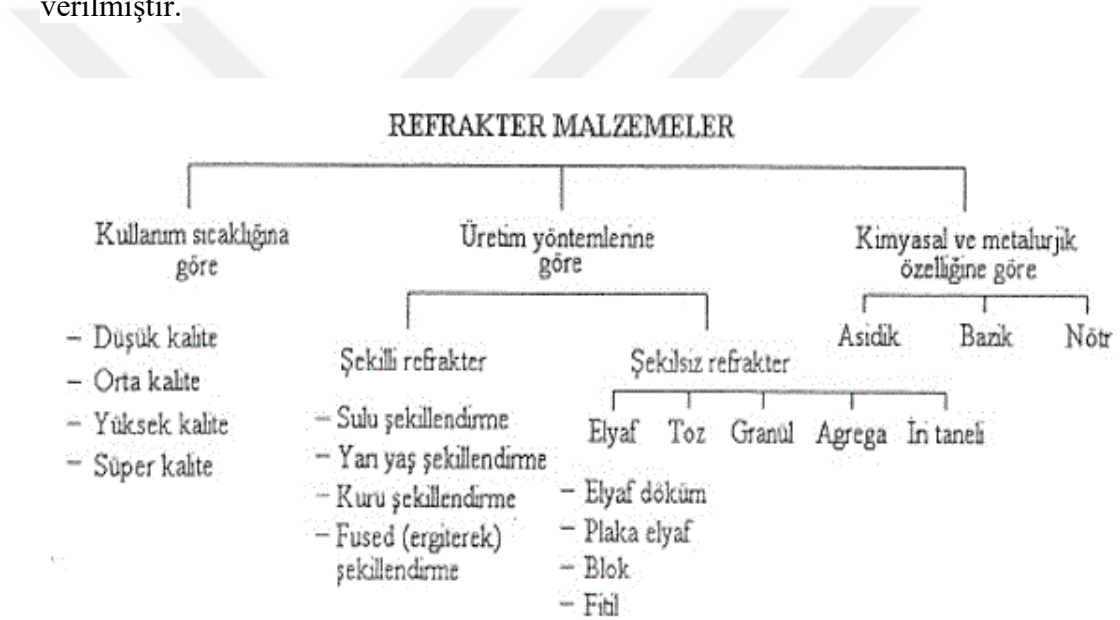 verilmiştir.
REFRAKTER MALZEMELER
Kullanım sıcaklığına
göre
– Düşük kalite
– Orta kalite
– Yüksek kalite
– Süper kalite
Üretim yöntemlerine
göre
Şekilli refrakter
– Sulu şekillendirme
– Yarı yaş şekillendirme
– Kuru şekillendirme
– Fused (ergiterek)
şekillendirme
Şekilsiz refrakter
Elyaf Toz Granül Agrega İri taneli
– Elyaf döküm
– Plaka elyaf
– Blok
– Fitil
Kimyasal ve metalurjik
özelliğine göre
Asidik Bazik Nötr